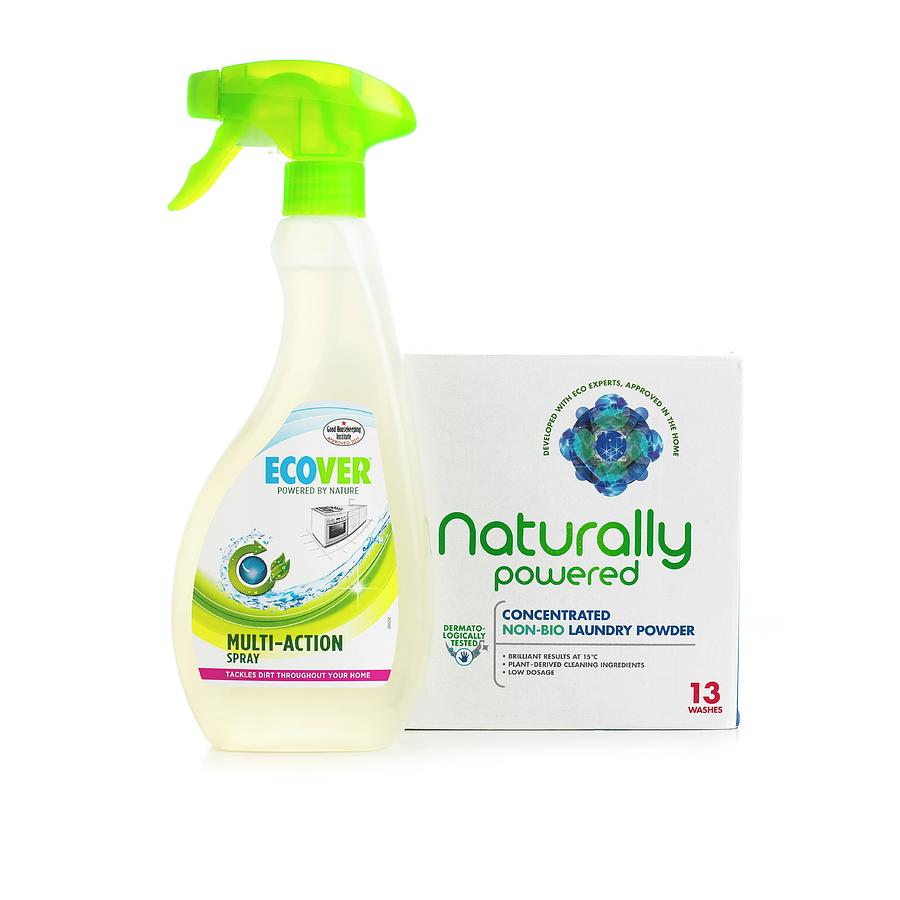 Good Housekeeping
Institute
ECOVER
POWERED BY NATURE
MULTI-ACTION
SPRAY
TACKLES DIRT THROUGHOUT YOUR HOME
DEVELOPED WITH ECO EXPERTS, APPROVED IN THE HOME
Naturally
powered
CONCENTRATED
NON-BIO LAUNDRY POWDER
DERMATO-
LOGICALLY
TESTED
• BRILLIANT RESULTS AT 15°C
• PLANT-DERIVED CLEANING INGREDIENTS
• LOW DOSAGE
13
WASHES